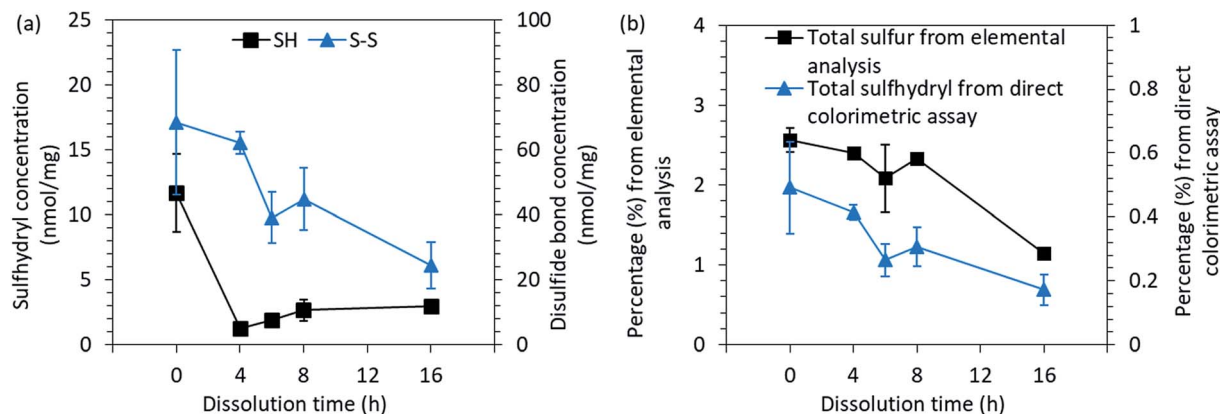 (a)
SH
S-S
25
20
15
10
5
0
Sulfhydryl concentration
(nmol/mg)
100
80
60
40
20
0
Disulfide bond concentration
(nmol/mg)
0 4 8 12 16
Dissolution time (h)
(b)
Total sulfur from elemental
analysis
Total sulfhydryl from direct
colorimetric assay
4
3
2
1
0
Percentage (%) from elemental
analysis
1
0.8
0.6
0.4
0.2
0
Percentage (%) from direct
colorimetric assay
0 4 8 12 16
Dissolution time (h)